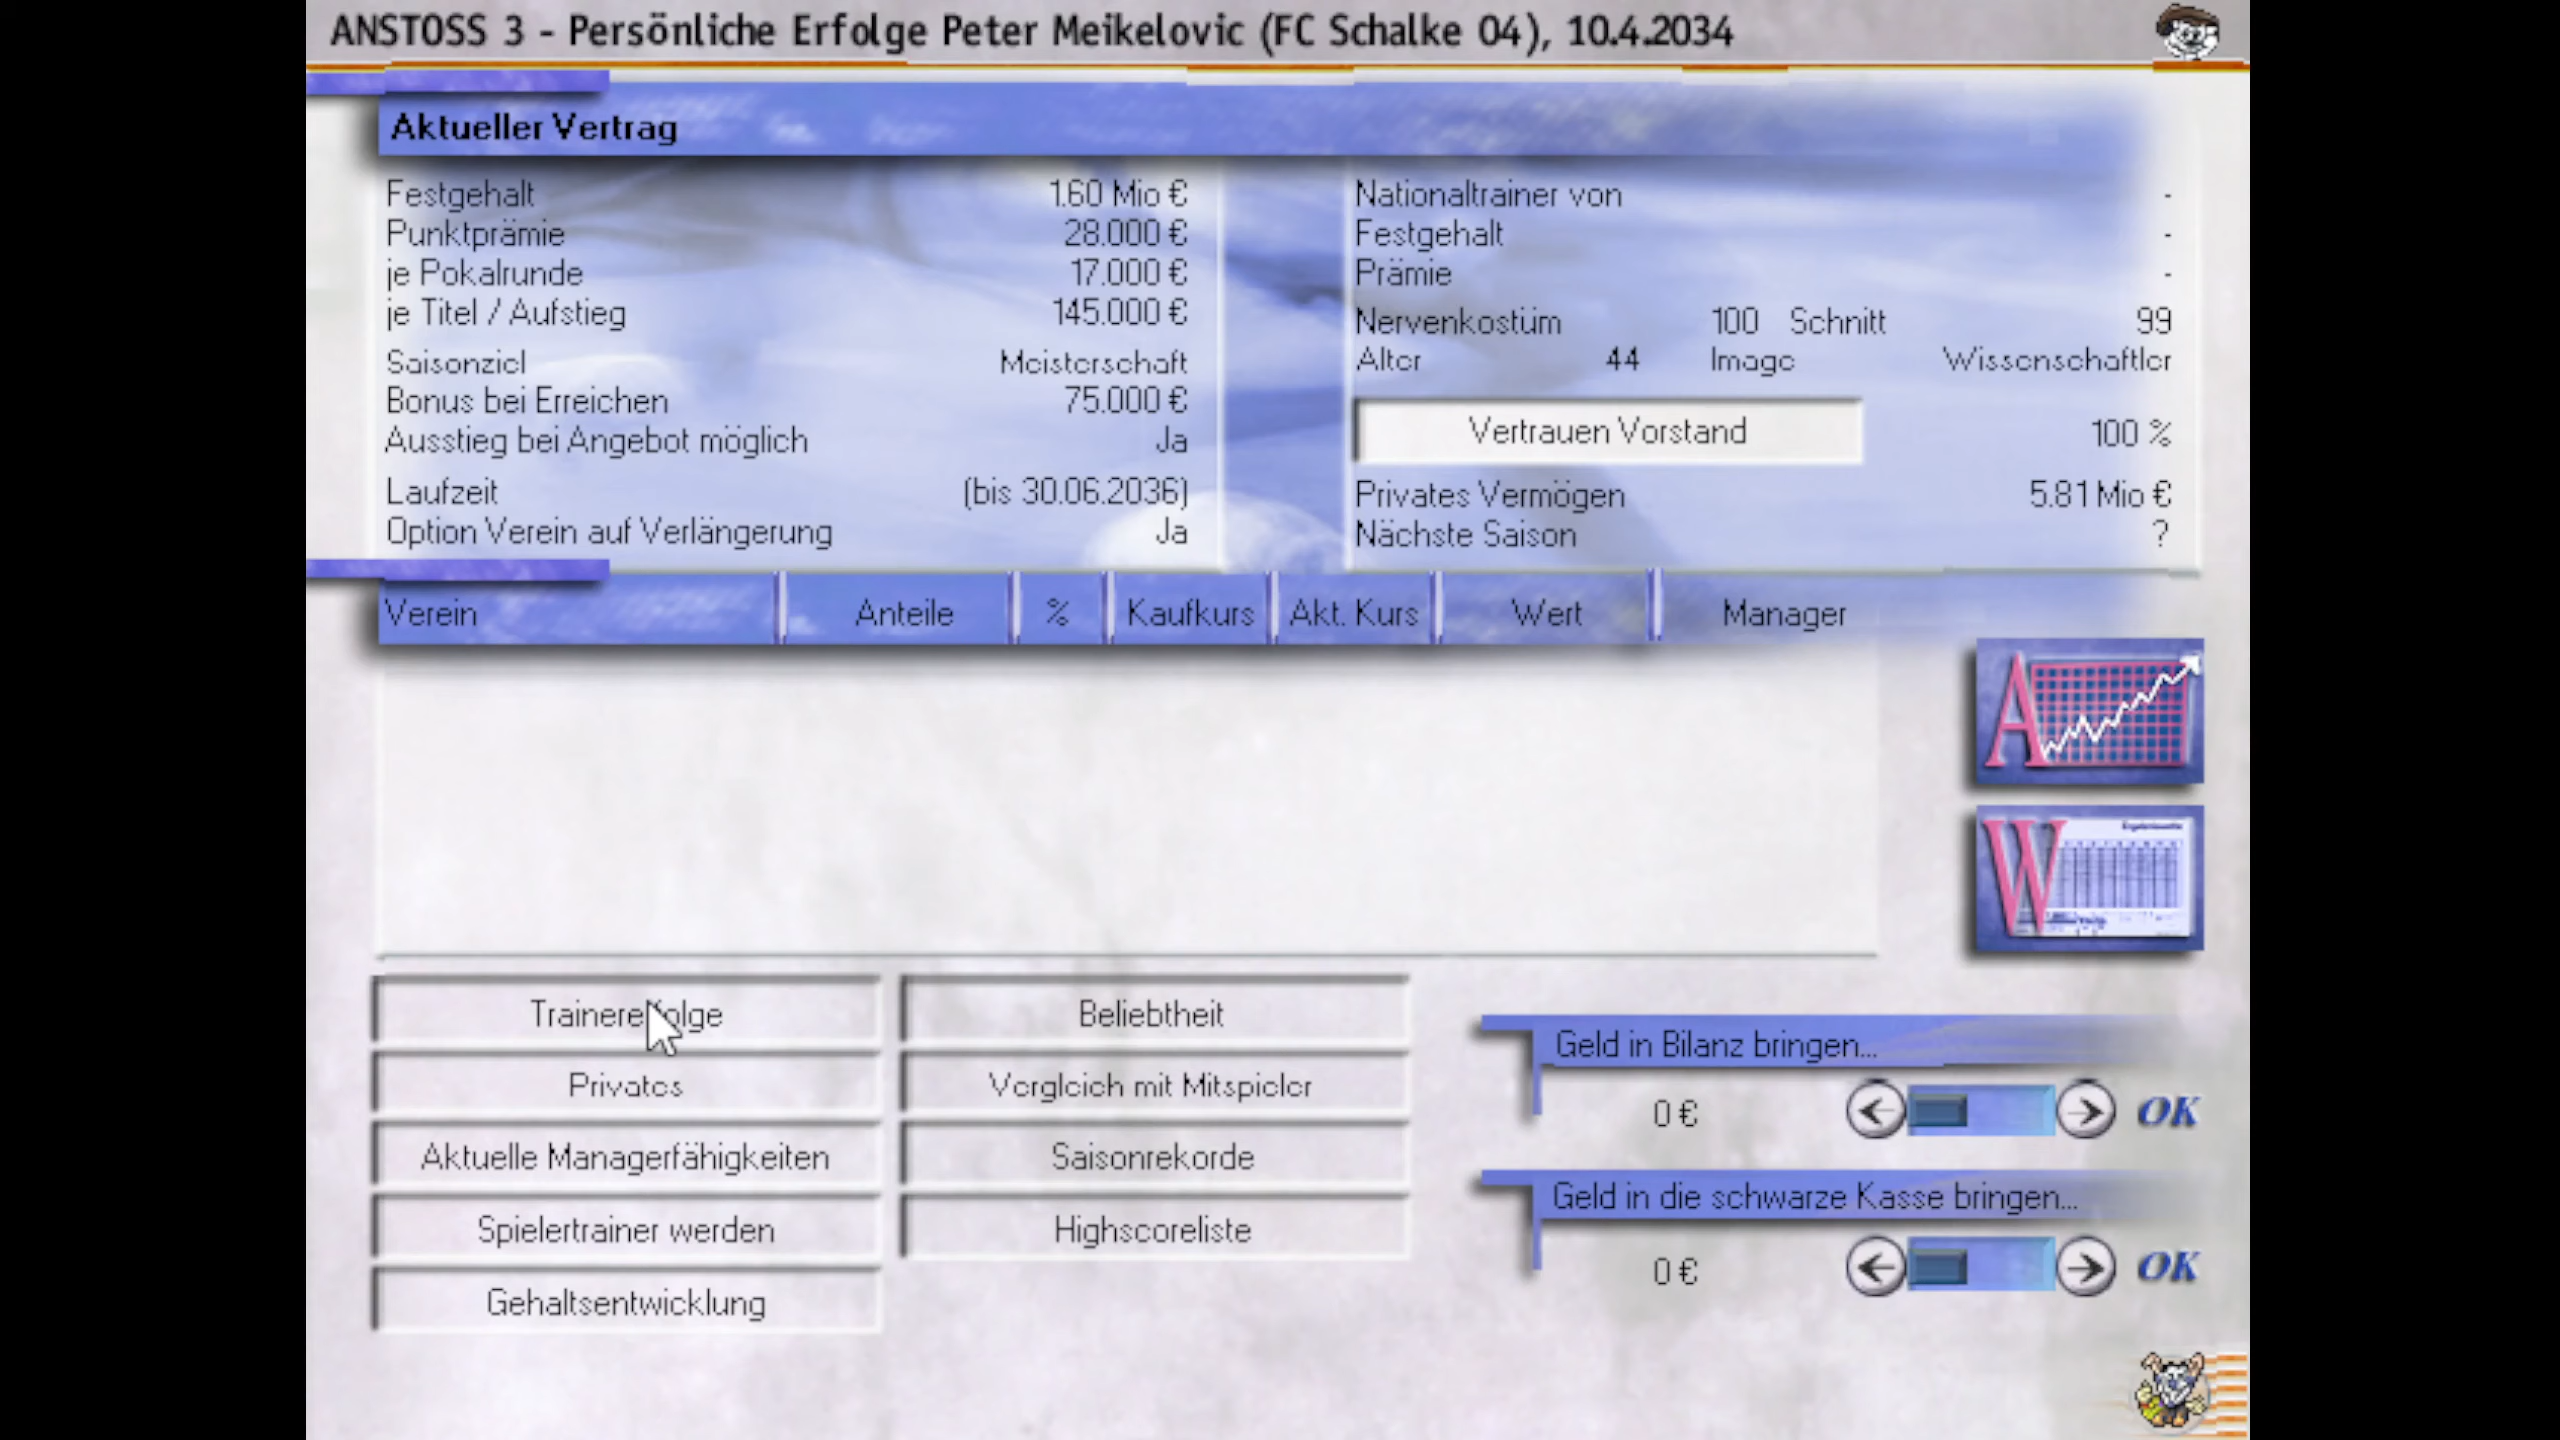 ANSTOSS 3 - Persönliche Erfolge Peter Meikelovic (FC Schalke 04), 10.4.2034
Aktueller Vertrag
Festgehalt 1.60 Mio €
Punktprämie 28.000 €
je Pokalrunde 17.000 €
je Titel / Aufstieg 145.000 €
Saisonziel Meisterschaft
Bonus bei Erreichen 75.000 €
Ausstieg bei Angebot möglich Ja
Laufzeit (bis 30.06.2036)
Option Verein auf Verlängerung Ja
Nationaltrainer von -
Festgehalt -
Prämie -
Nervenkostüm 100 Schnitt 99
Alter 44 Image Wissenschaftler
Vertrauen Vorstand 100 %
Privates Vermögen 5.81 Mio €
Nächste Saison ?
Verein Anteile % Kaufkurs Akt. Kurs Wert Manager
A
W
Trainererfolge
Privates
Aktuelle Managerfähigkeiten
Spielertrainer werden
Gehaltsentwicklung
Beliebtheit
Vergleich mit Mitspieler
Saisonrekorde
Highscoreliste
Geld in Bilanz bringen...
0 € OK
Geld in die schwarze Kasse bringen...
0 € OK